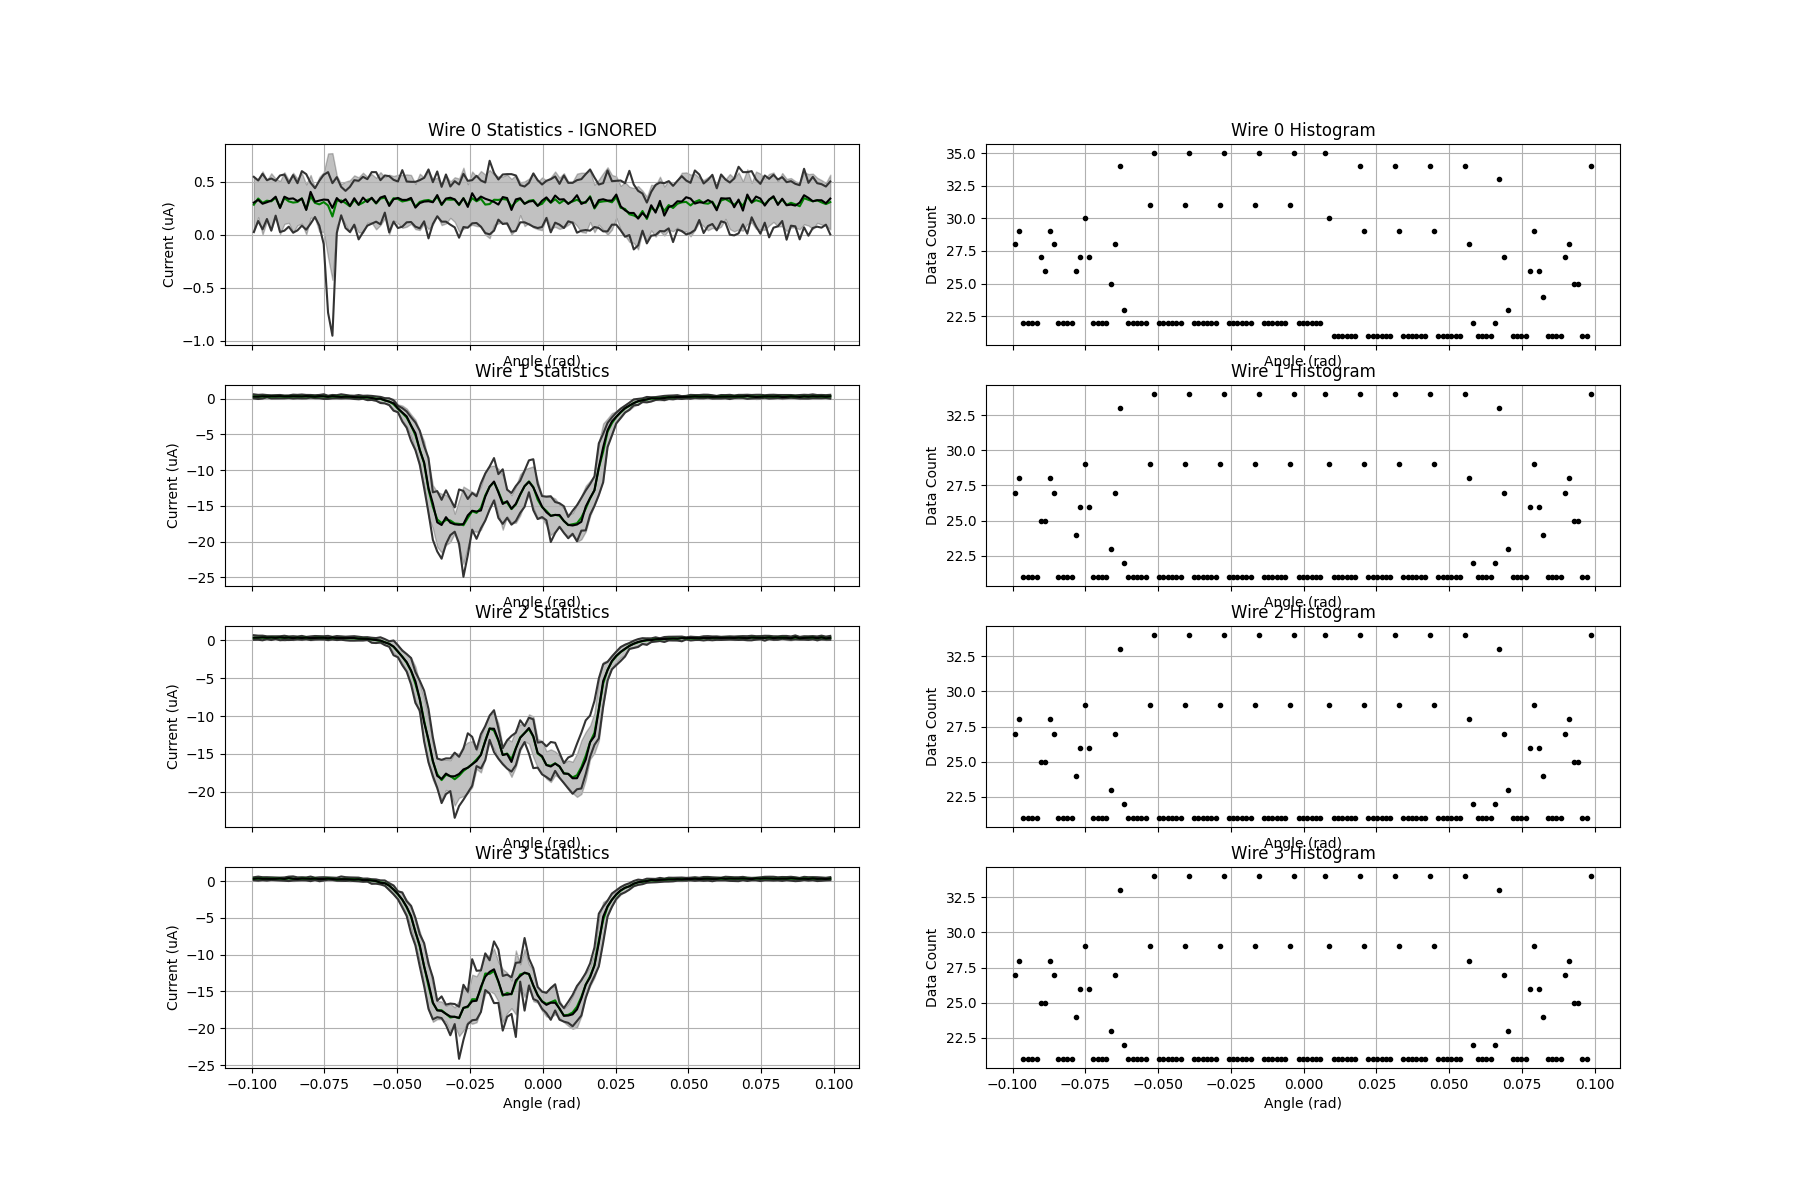 Wire 0 Statistics - IGNORED
Current (uA)
0.5
0.0
−0.5
−1.0
Angle (rad)
Wire 0 Histogram
Data Count
35.0
32.5
30.0
27.5
25.0
22.5
Angle (rad)
Wire 1 Statistics
Current (uA)
0
−5
−10
−15
−20
−25
Angle (rad)
Wire 1 Histogram
Data Count
32.5
30.0
27.5
25.0
22.5
Angle (rad)
Wire 2 Statistics
Current (uA)
0
−5
−10
−15
−20
Angle (rad)
Wire 2 Histogram
Data Count
32.5
30.0
27.5
25.0
22.5
Angle (rad)
Wire 3 Statistics
Current (uA)
0
−5
−10
−15
−20
−25
−0.100 −0.075 −0.050 −0.025 0.000 0.025 0.050 0.075 0.100
Angle (rad)
Wire 3 Histogram
Data Count
32.5
30.0
27.5
25.0
22.5
−0.100 −0.075 −0.050 −0.025 0.000 0.025 0.050 0.075 0.100
Angle (rad)